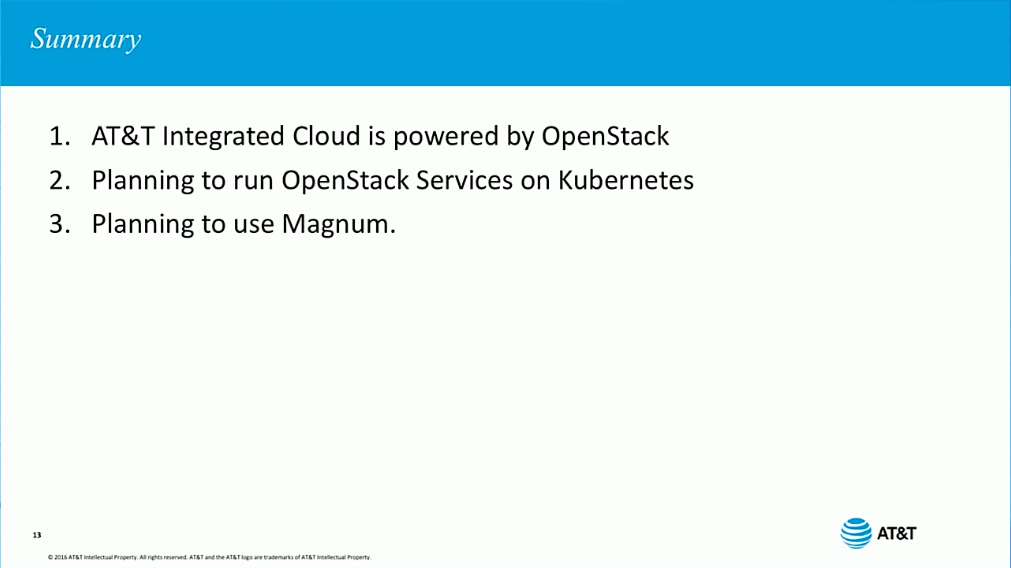 Summary
1. AT&T Integrated Cloud is powered by OpenStack
2. Planning to run OpenStack Services on Kubernetes
3. Planning to use Magnum.
13
AT&T
© 2016 AT&T Intellectual Property. All rights reserved. AT&T and the AT&T logo are trademarks of AT&T Intellectual Property.